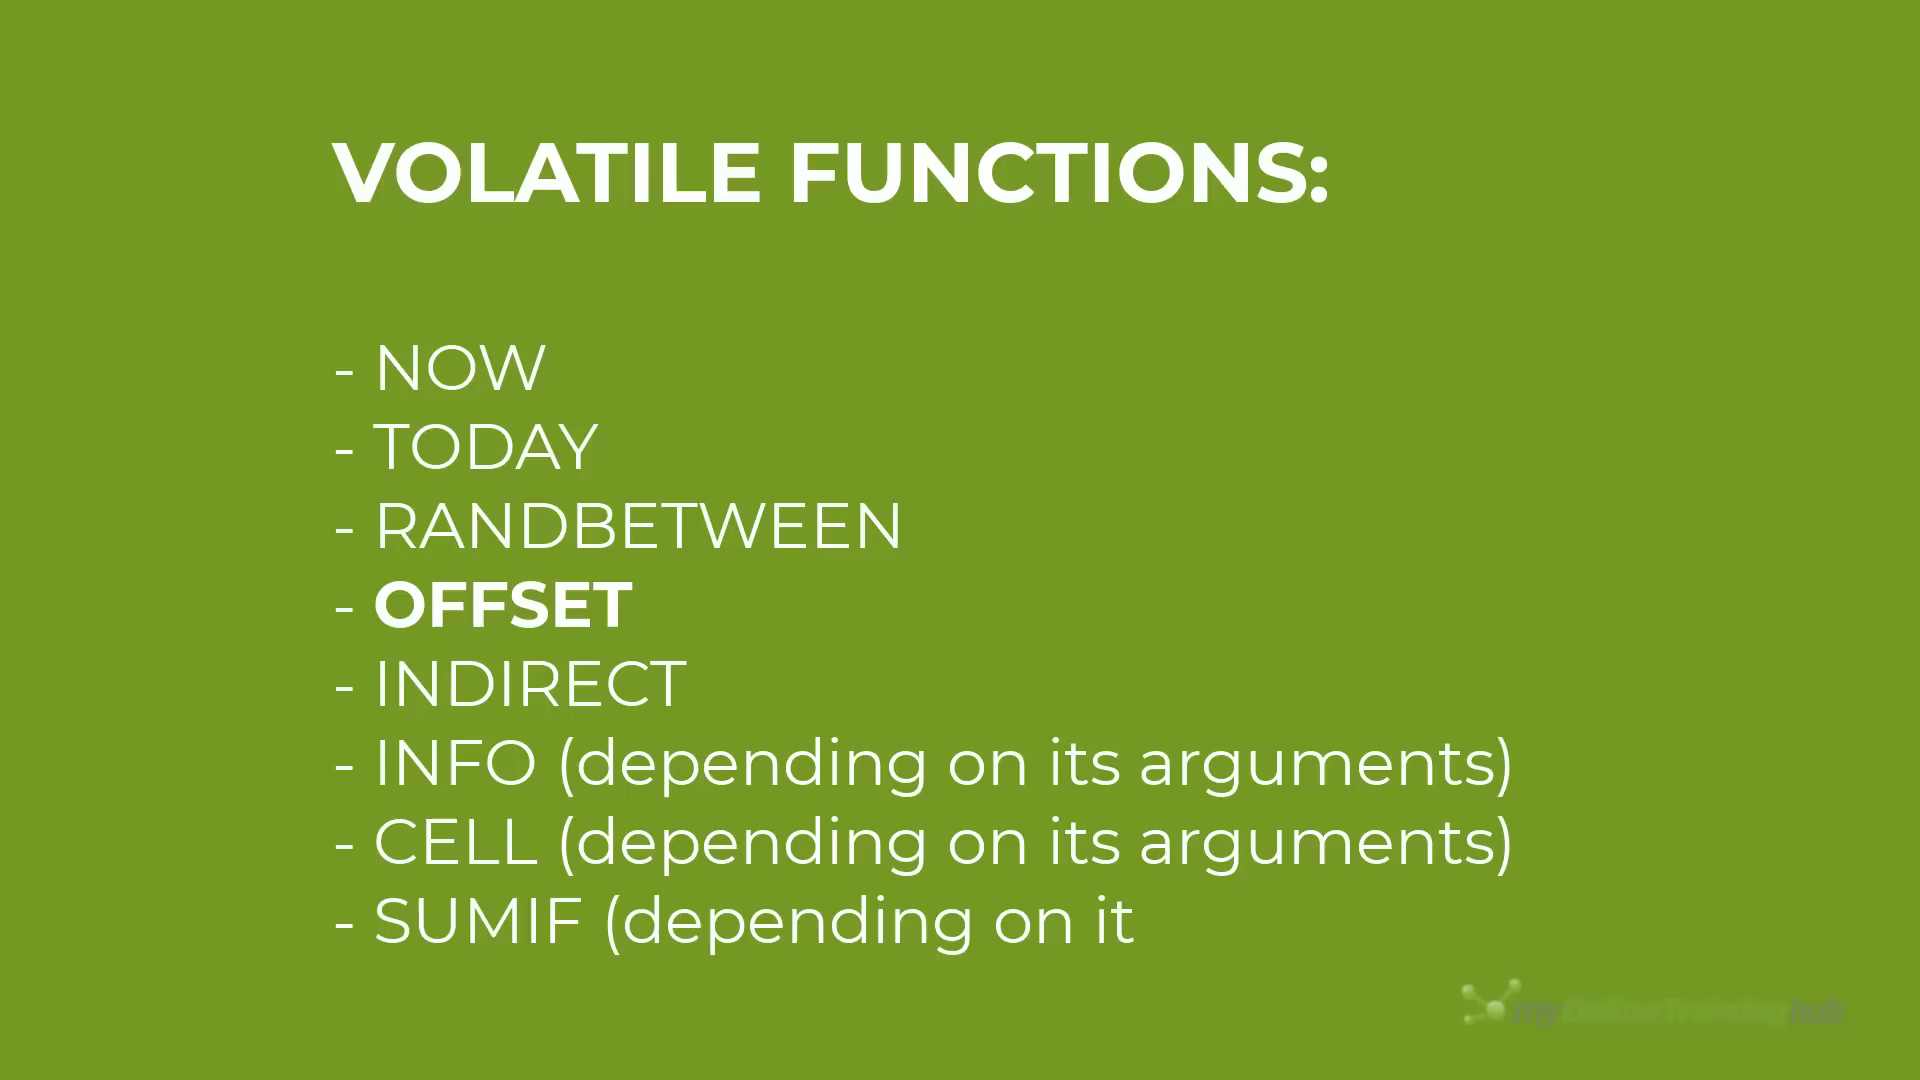 VOLATILE FUNCTIONS:
- NOW
- TODAY
- RANDBETWEEN
- OFFSET
- INDIRECT
- INFO (depending on its arguments)
- CELL (depending on its arguments)
- SUMIF (depending on it
myOnlineTraininghub